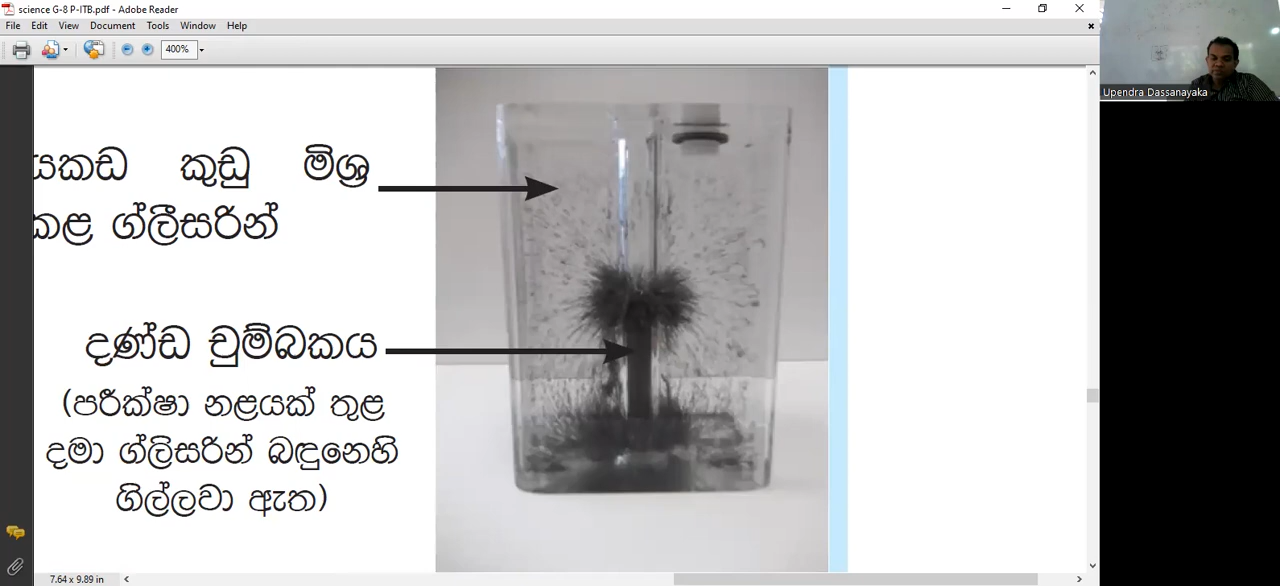 science G-8 P-ITB.pdf - Adobe Reader
File Edit View Document Tools Window Help
400%
Upendra Dassanayaka
යකඩ කුඩු මිශ්‍ර
කළ ග්ලීසරින්
දණ්ඩ චුම්බකය
(පරීක්ෂා නළයක් තුළ
දමා ග්ලිසරින් බඳුනෙහි
ගිල්ලවා ඇත)
7.64 x 9.89 in